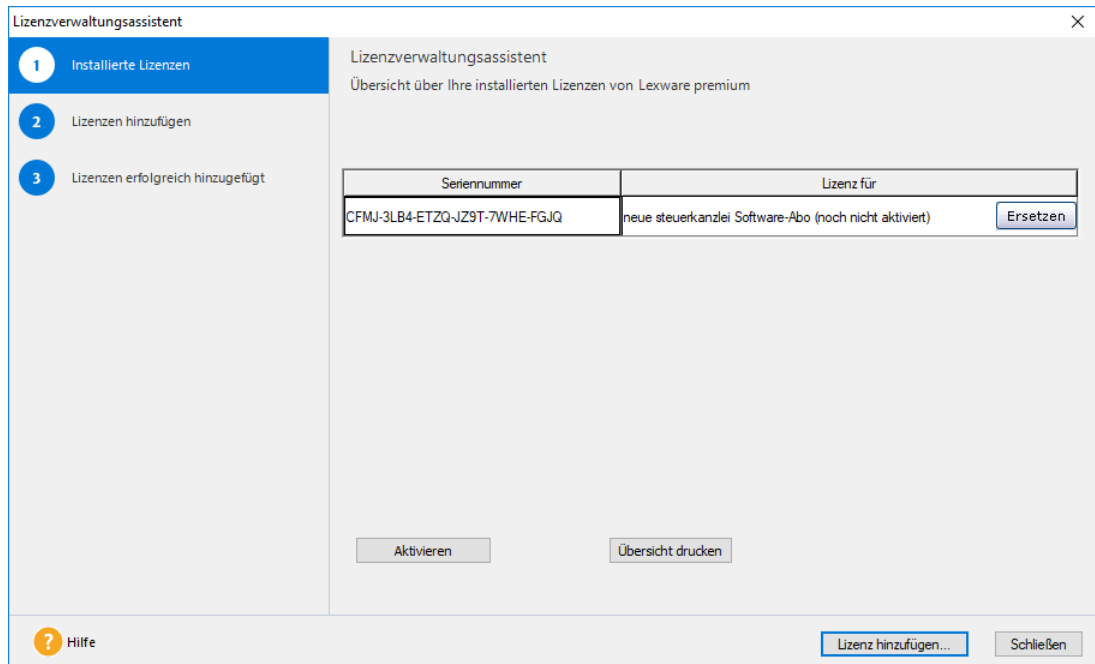 Lizenzverwaltungsassistent
1 Installierte Lizenzen
2 Lizenzen hinzufügen
3 Lizenzen erfolgreich hinzugefügt
Lizenzverwaltungsassistent
Übersicht über Ihre installierten Lizenzen von Lexware premium
Seriennummer Lizenz für
CFMJ-3LB4-ETZQ-JZ9T-7WHE-FGJQ neue steuerkanzlei Software-Abo (noch nicht aktiviert) Ersetzen
Aktivieren Übersicht drucken
? Hilfe Lizenz hinzufügen... Schließen